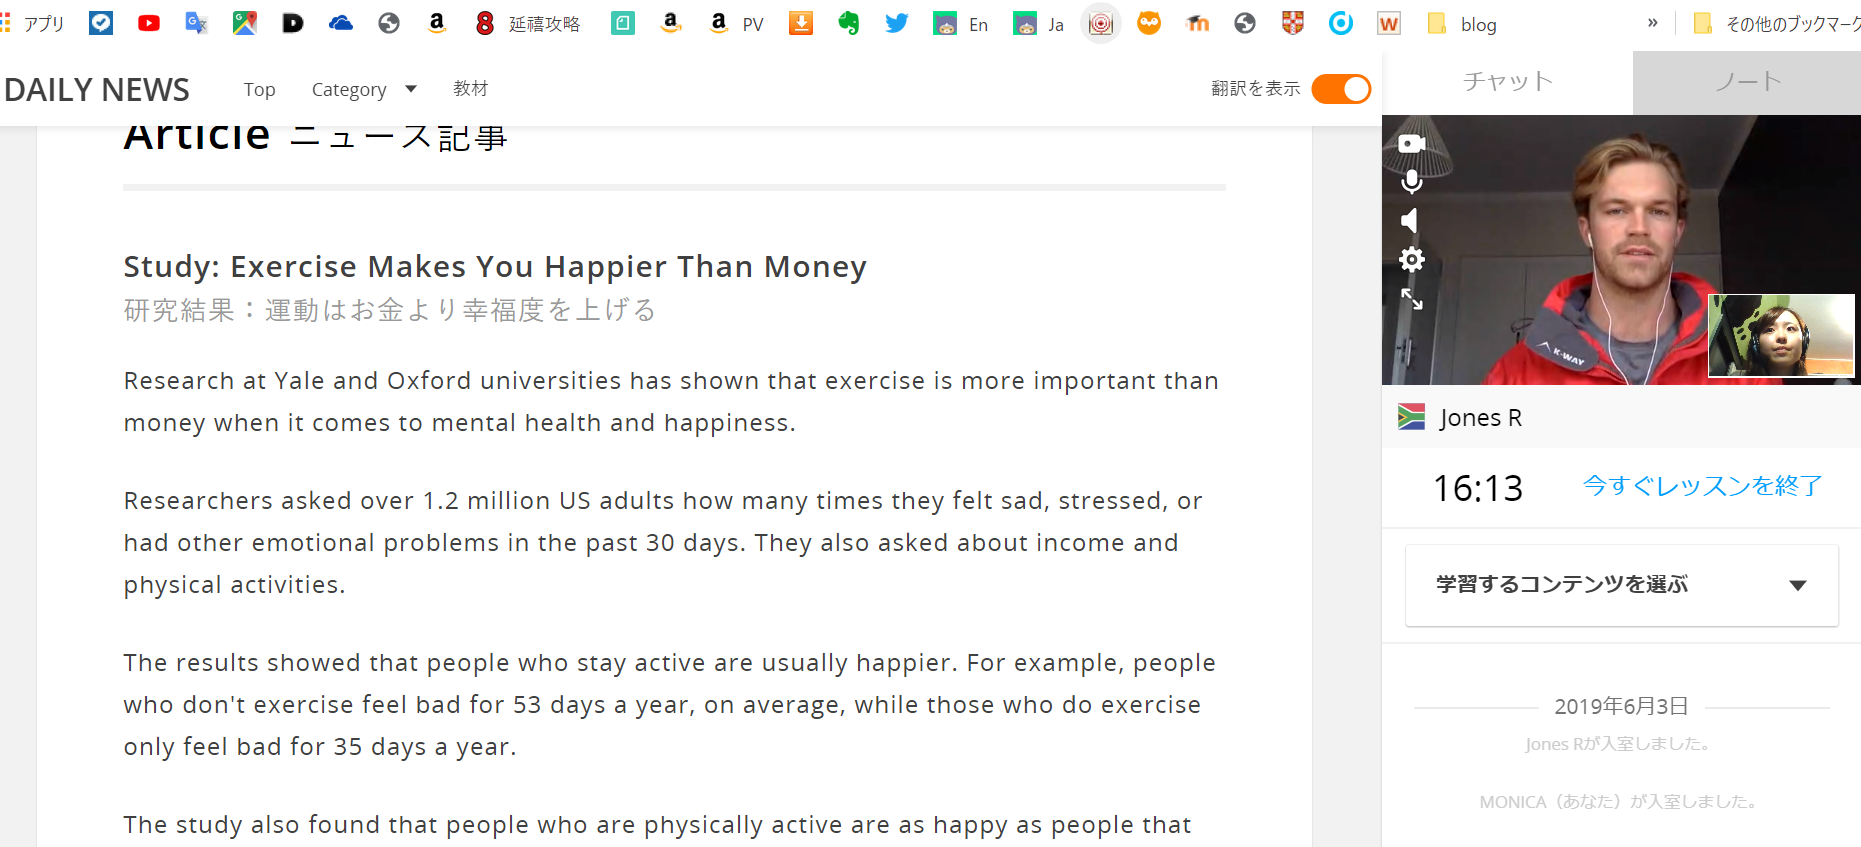 アプリ
延禧攻略
PV
En
Ja
blog
»
その他のブックマーク
DAILY NEWS
Top
Category
教材
翻訳を表示
チャット
ノート
Article ニュース記事
Study: Exercise Makes You Happier Than Money
研究結果：運動はお金より幸福度を上げる
Research at Yale and Oxford universities has shown that exercise is more important than
money when it comes to mental health and happiness.
Researchers asked over 1.2 million US adults how many times they felt sad, stressed, or
had other emotional problems in the past 30 days. They also asked about income and
physical activities.
The results showed that people who stay active are usually happier. For example, people
who don't exercise feel bad for 53 days a year, on average, while those who do exercise
only feel bad for 35 days a year.
The study also found that people who are physically active are as happy as people that
K-WAY
Jones R
16:13
今すぐレッスンを終了
学習するコンテンツを選ぶ
2019年6月3日
Jones Rが入室しました。
MONICA（あなた）が入室しました。